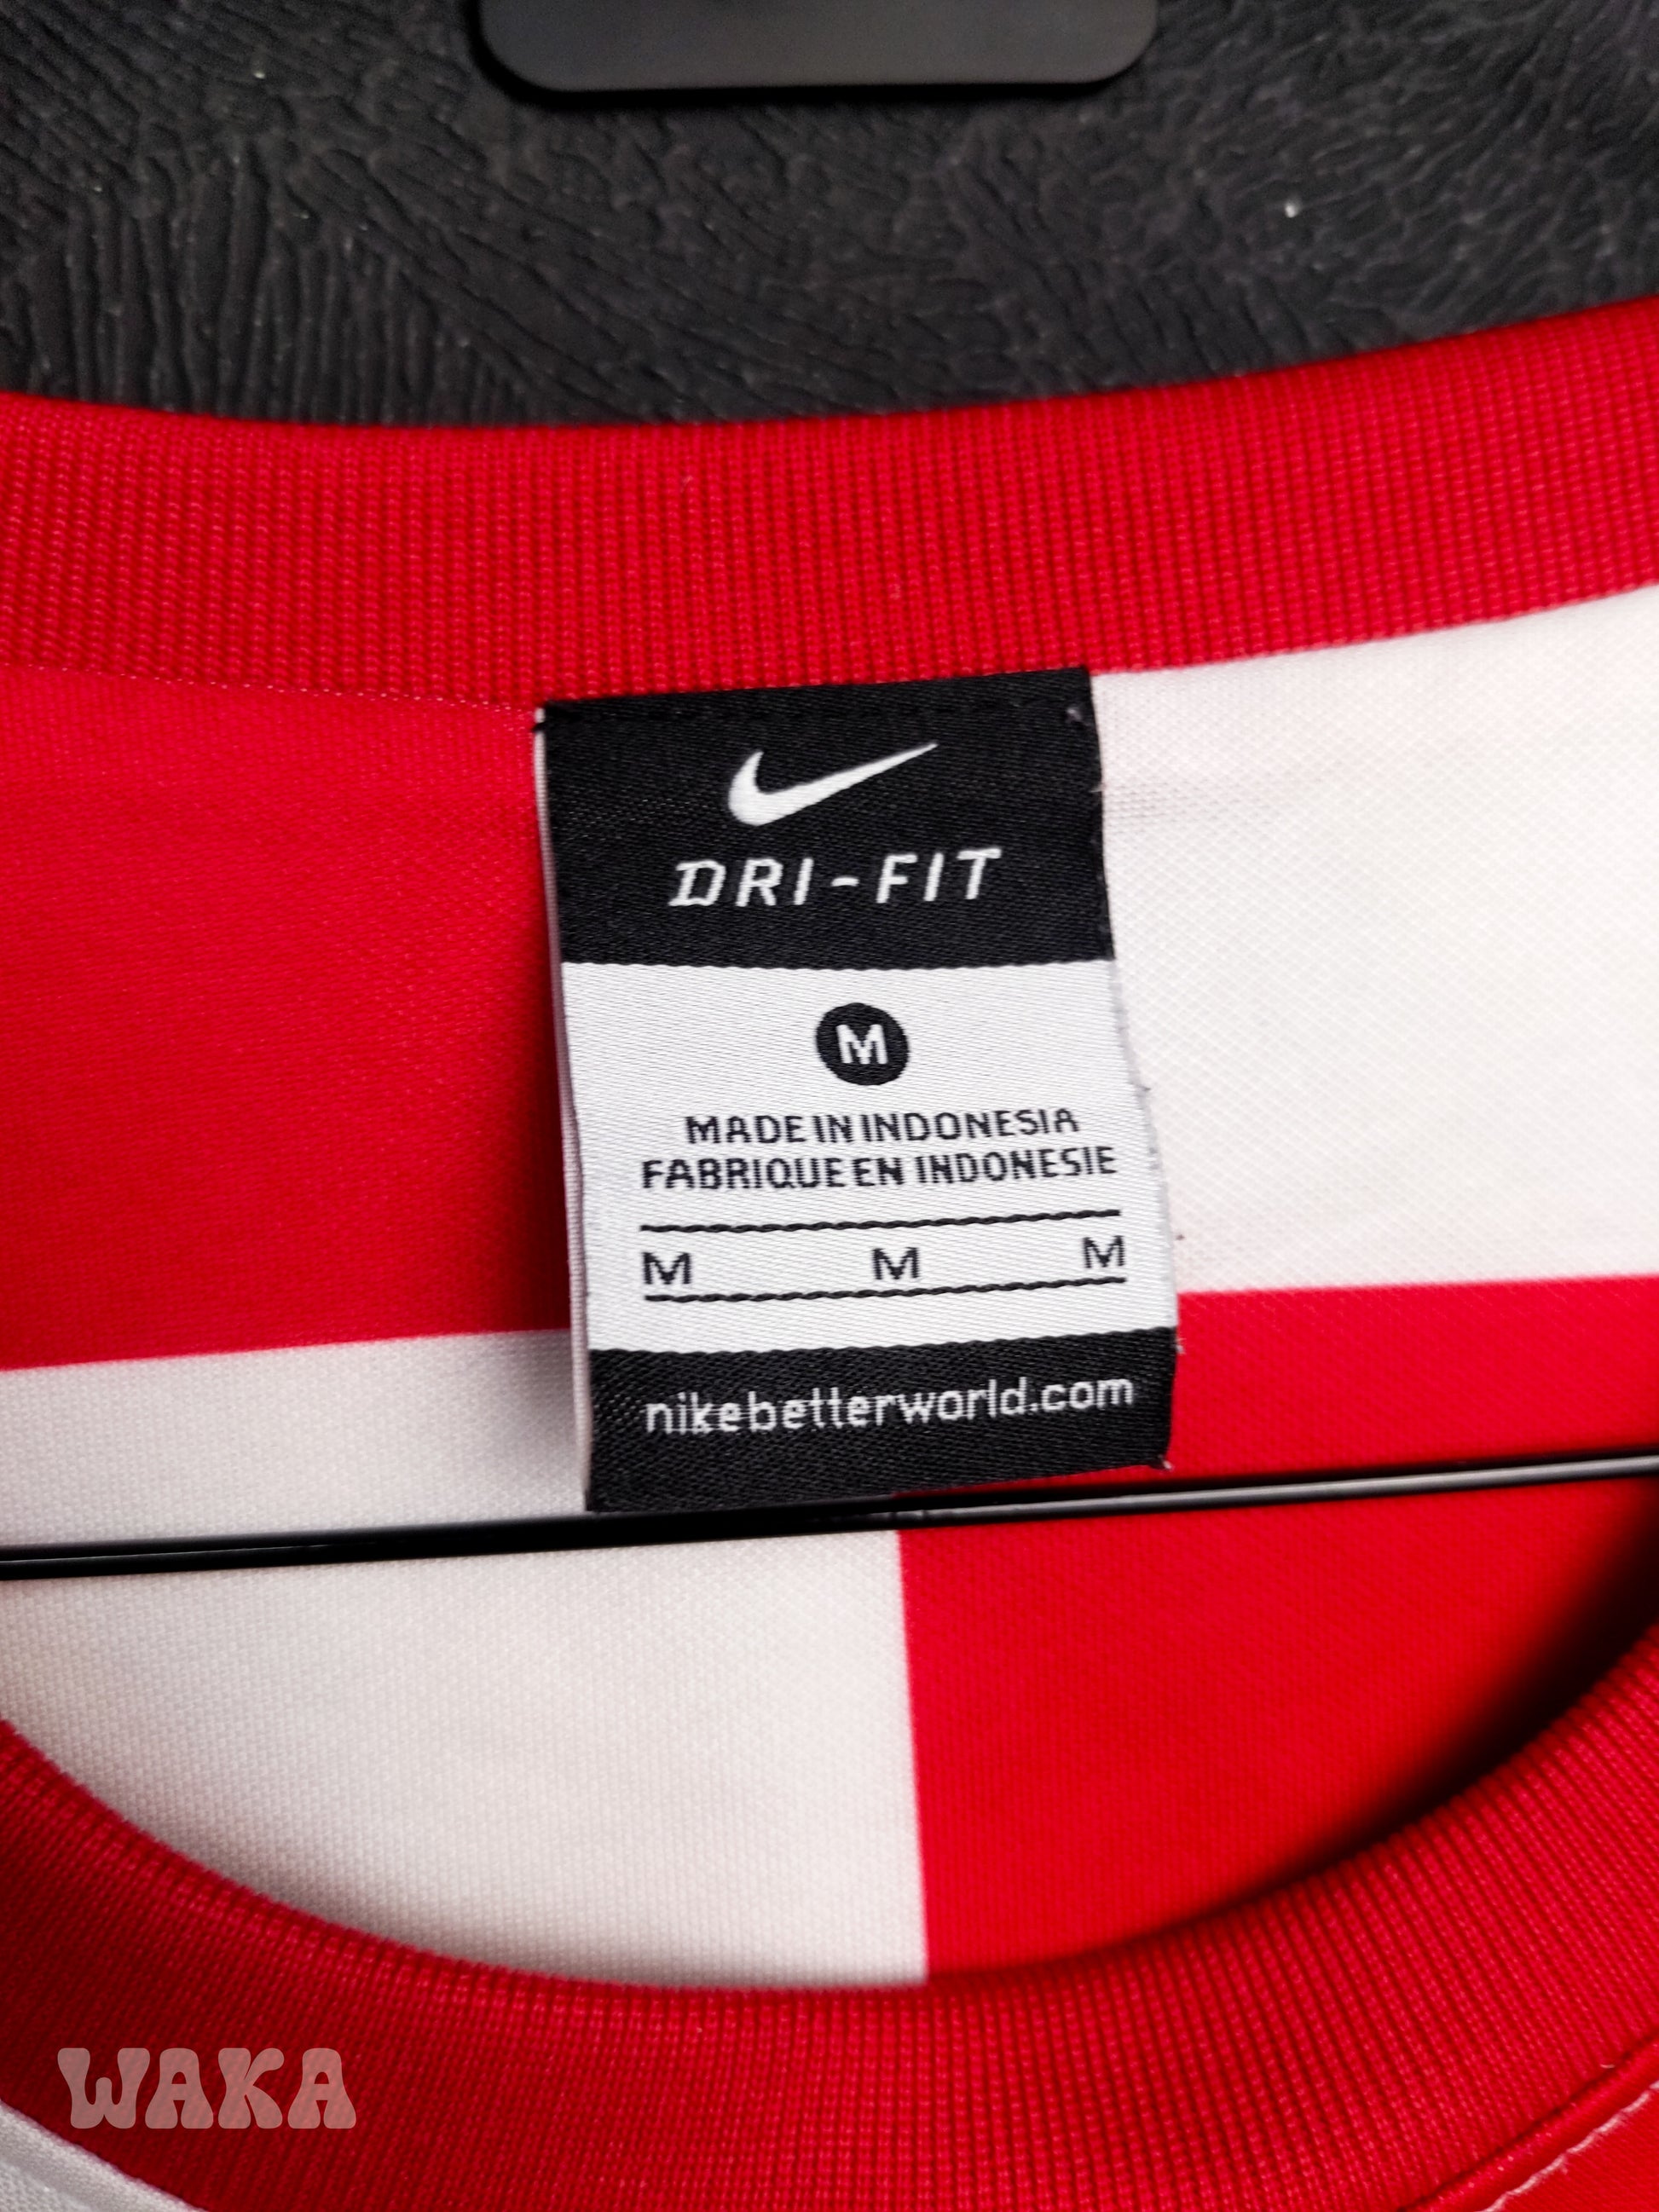 DRI-FIT
M
MADE IN INDONESIA
FABRIQUE EN INDONESIE
M M M
nikebetterworld.com
WAKA